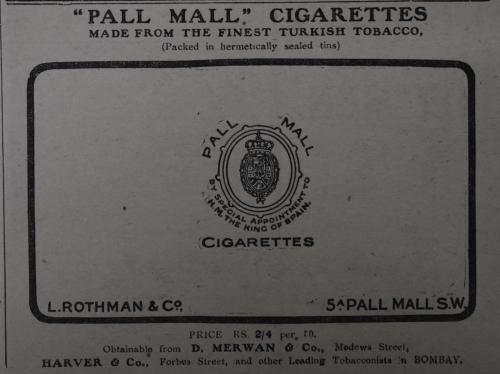 "PALL MALL" CIGARETTES
MADE FROM THE FINEST TURKISH TOBACCO,
(Packed in hermetically sealed tins)
PALL MALL
BY SPECIAL APPOINTMENT TO
H.M. THE KING OF SPAIN.
CIGARETTES
L. ROTHMAN & Co., 5A PALL MALL S.W.
PRICE RS. 2/4 per
Obtainable from D. MERWAN & Co., Medows Street,
HARVER & Co., Forbes Street, and other Leading Tobacconists in BOMBAY.